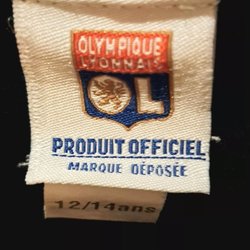 OLYMPIQUE
LYONNAIS
OL
PRODUIT OFFICIEL
MARQUE DÉPOSÉE
12/14ans